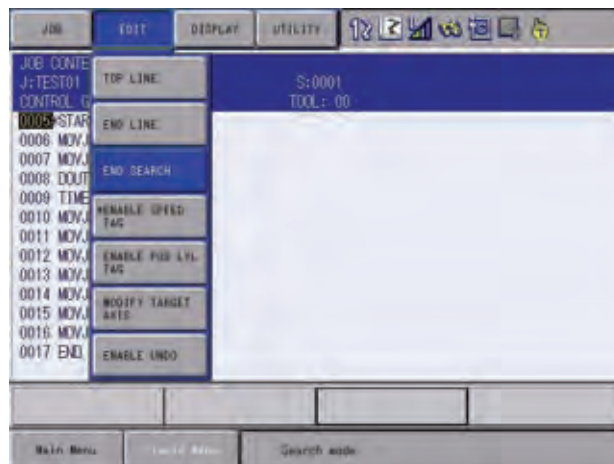 JOB EDIT DISPLAY UTILITY
JOB CONTE
J:TEST01 S:0001
CONTROL G TOOL: 00
TOP LINE
END LINE
END SEARCH
*ENABLE SPEED
TAG
ENABLE POS LVL
TAG
MODIFY TARGET
AXIS
ENABLE UNDO
0005 *STAR
0006 MOVJ
0007 MOVJ
0008 DOUT
0009 TIME
0010 MOVJ
0011 MOVJ
0012 MOVJ
0013 MOVJ
0014 MOVJ
0015 MOVJ
0016 MOVJ
0017 END
Main Menu Search mode